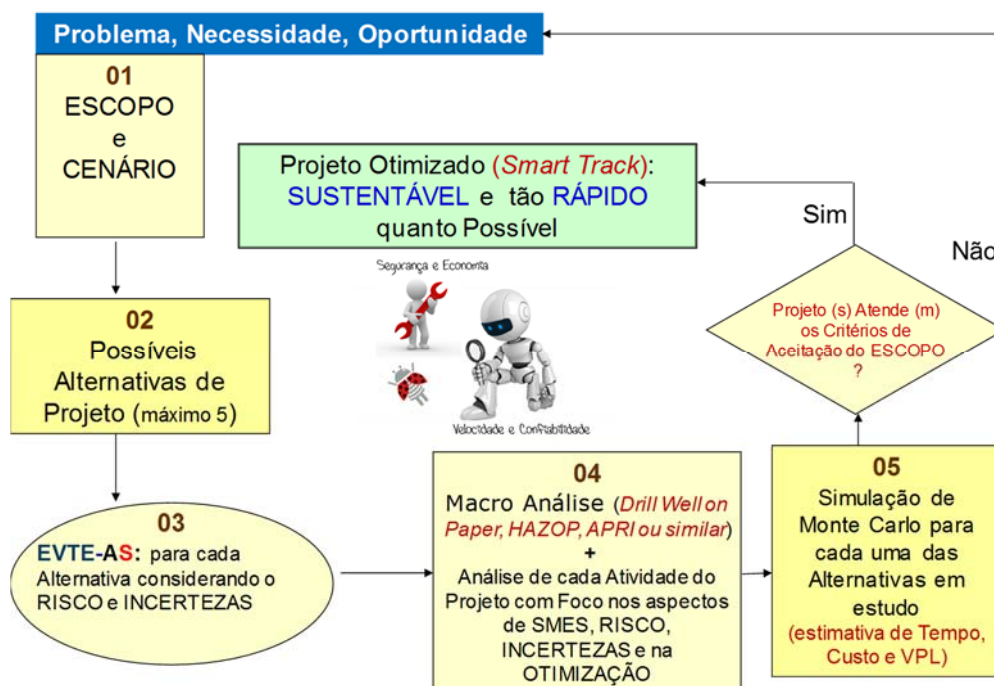 Problema, Necessidade, Oportunidade
01
ESCOPO
e
CENÁRIO
Projeto Otimizado (Smart Track):
SUSTENTÁVEL e tão RÁPIDO
quanto Possível
Sim
Não
Segurança e Economia
Velocidade e Confiabilidade
Projeto (s) Atende (m)
os Critérios de
Aceitação do ESCOPO
?
02
Possíveis
Alternativas de
Projeto (máximo 5)
03
EVTE-AS: para cada
Alternativa considerando o
RISCO e INCERTEZAS
04
Macro Análise (Drill Well on
Paper, HAZOP, APRI ou similar)
+
Análise de cada Atividade do
Projeto com Foco nos aspectos
de SMES, RISCO,
INCERTEZAS e na
OTIMIZAÇÃO
05
Simulação de
Monte Carlo para
cada uma das
Alternativas em
estudo
(estimativa de Tempo,
Custo e VPL)